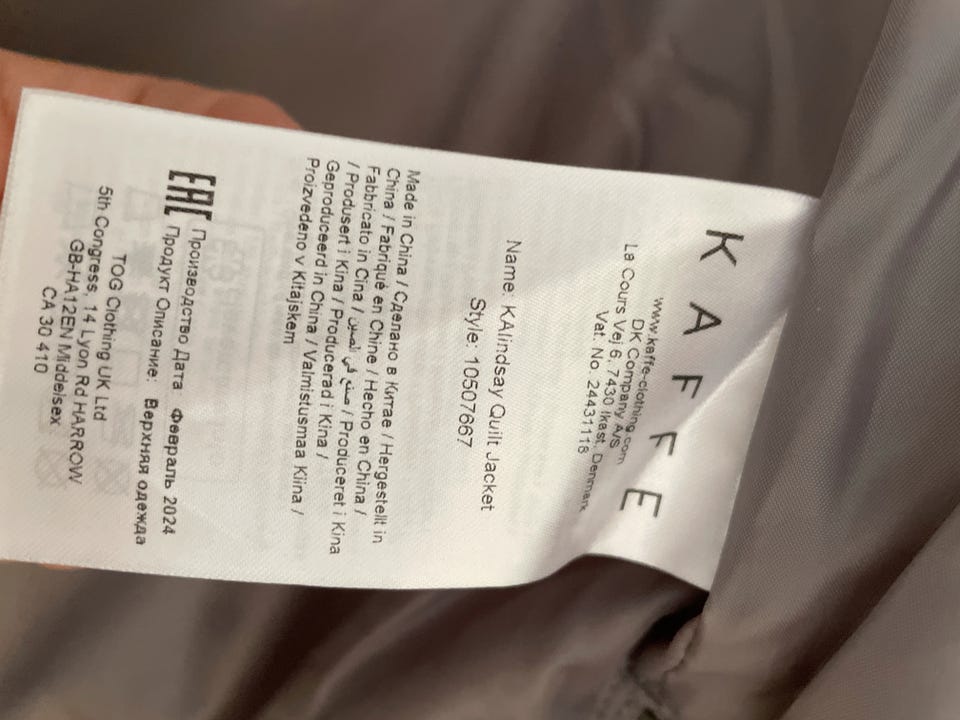 KAFFE
www.kaffe-clothing.com
DK Company A/S
La Cours Vej 6, 7430 Ikast, Denmark
Vat. No. 24431118
Name: KAlindsay Quilt Jacket
Style: 10507667
Made in China / Сделано в Китае / Hergestellt in
China / Fabriqué en Chine / Hecho en China /
Fabbricato in Cina / صنع في الصين / Produceret i Kina
/ Produsert i Kina / Producerad i Kina /
Geproduceerd in China / Valmistusmaa Kiina /
Proizvedeno v Kitajskem
EAC Производство Дата: Февраль 2024
Продукт Описание: Верхняя одежда
TOG Clothing UK Ltd
5th Congress, 14 Lyon Rd HARROW
GB-HA12EN Middelsex
CA 30 410